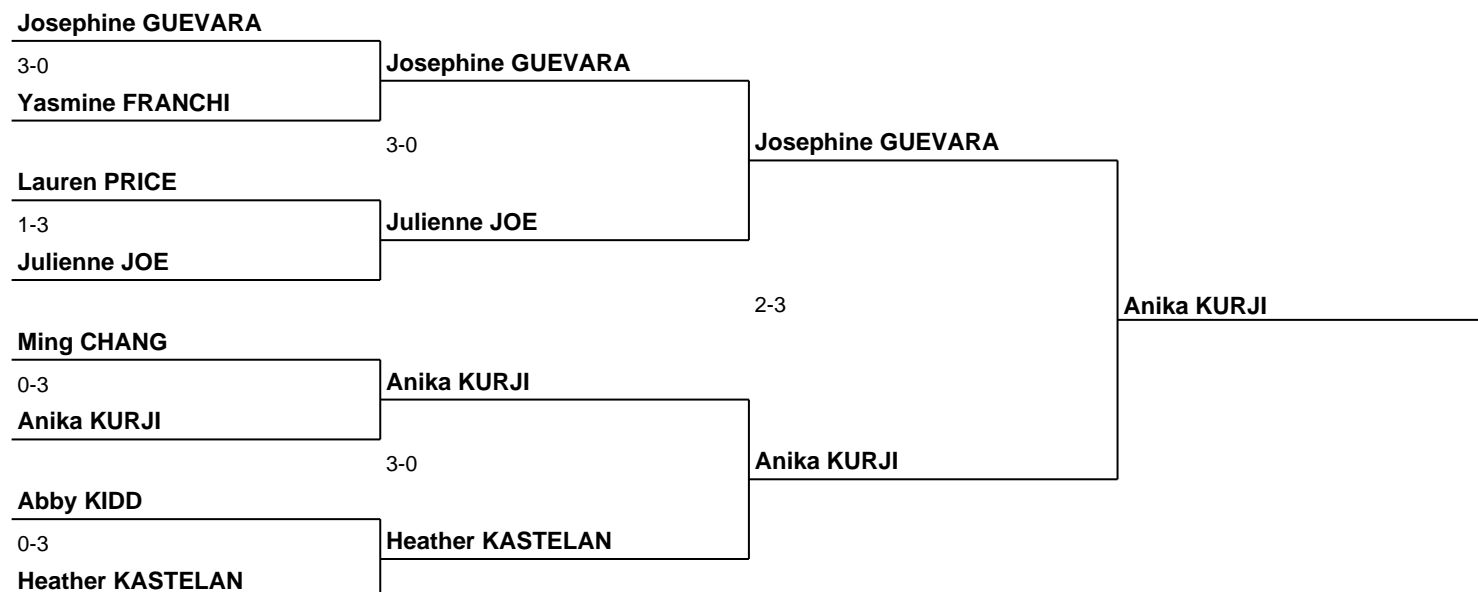 Josephine GUEVARA
3-0
Yasmine FRANCHI
Lauren PRICE
1-3
Julienne JOE
Ming CHANG
0-3
Anika KURJI
Abby KIDD
0-3
Heather KASTELAN
Josephine GUEVARA
3-0
Julienne JOE
Anika KURJI
3-0
Heather KASTELAN
Josephine GUEVARA
2-3
Anika KURJI
Anika KURJI